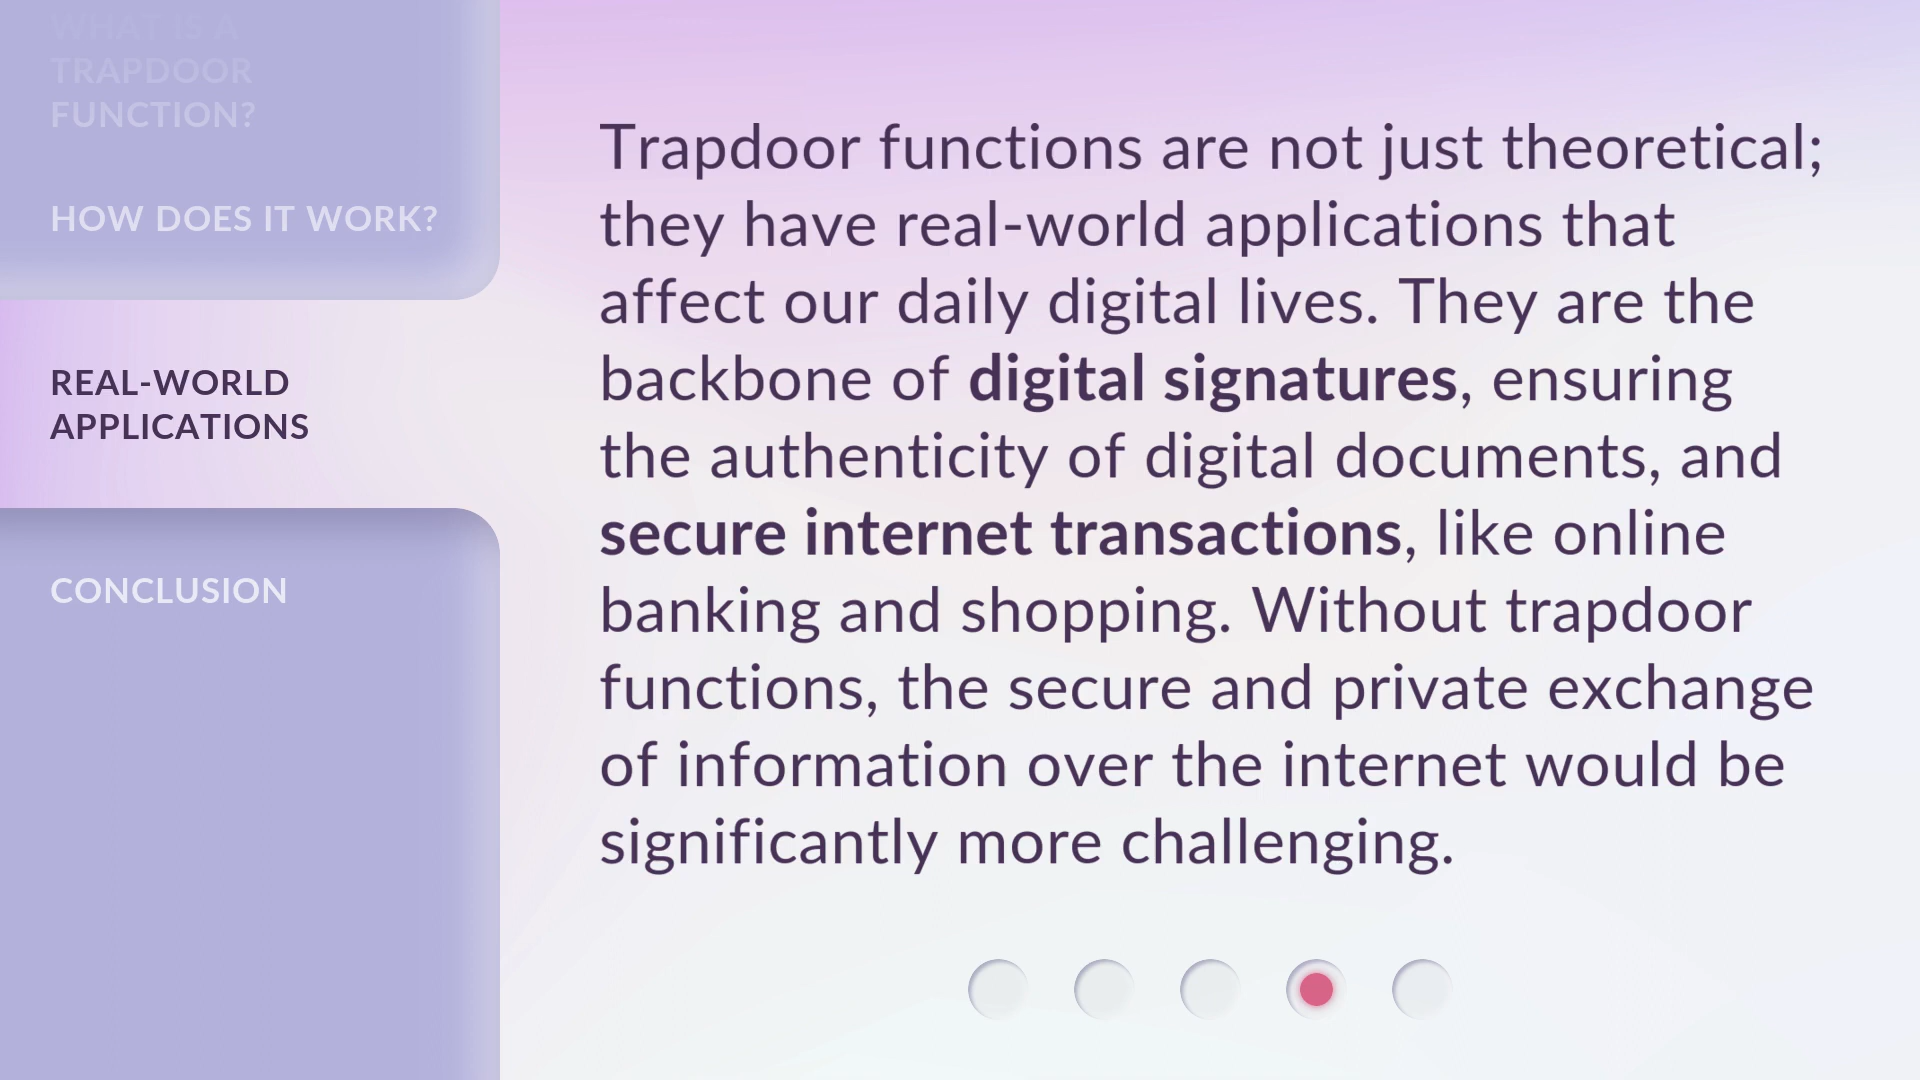 WHAT IS A
TRAPDOOR
FUNCTION?
HOW DOES IT WORK?
REAL-WORLD
APPLICATIONS
CONCLUSION
Trapdoor functions are not just theoretical;
they have real-world applications that
affect our daily digital lives. They are the
backbone of digital signatures, ensuring
the authenticity of digital documents, and
secure internet transactions, like online
banking and shopping. Without trapdoor
functions, the secure and private exchange
of information over the internet would be
significantly more challenging.